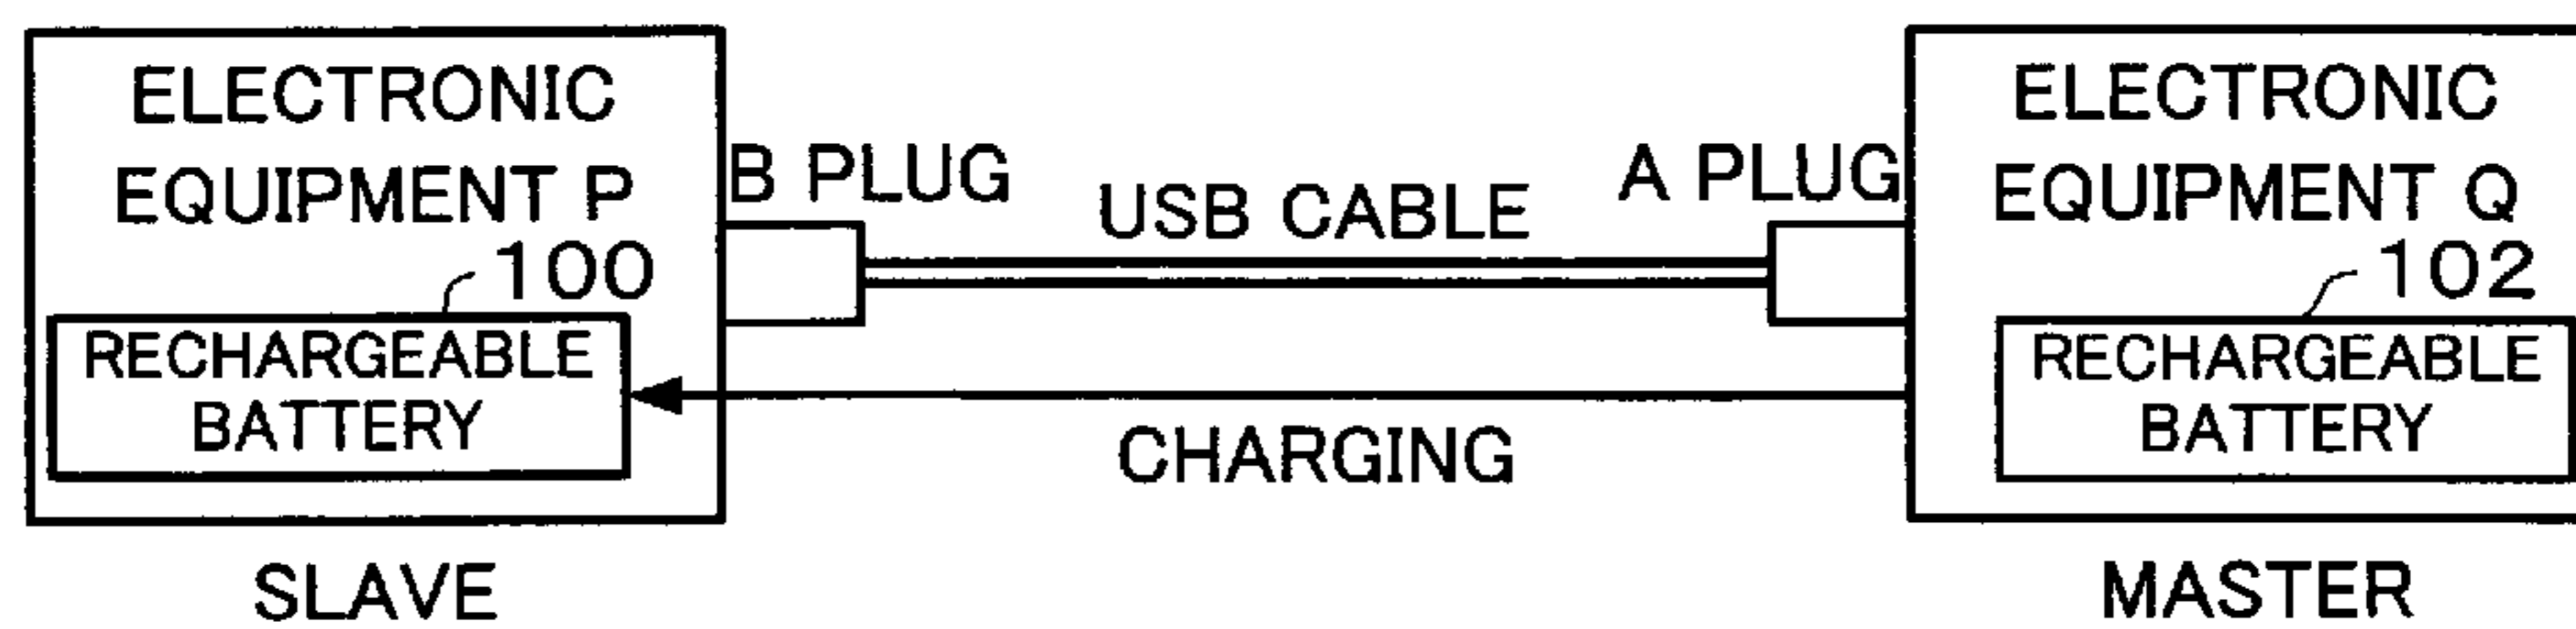 ELECTRONIC
EQUIPMENT P
100
RECHARGEABLE
BATTERY
SLAVE
B PLUG
USB CABLE
A PLUG
CHARGING
ELECTRONIC
EQUIPMENT Q
102
RECHARGEABLE
BATTERY
MASTER